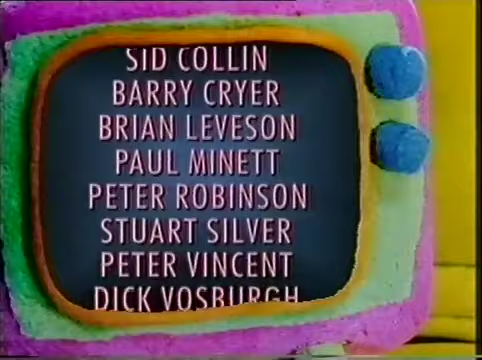 SID COLLIN
BARRY CRYER
BRIAN LEVESON
PAUL MINETT
PETER ROBINSON
STUART SILVER
PETER VINCENT
DICK VOSBURGH